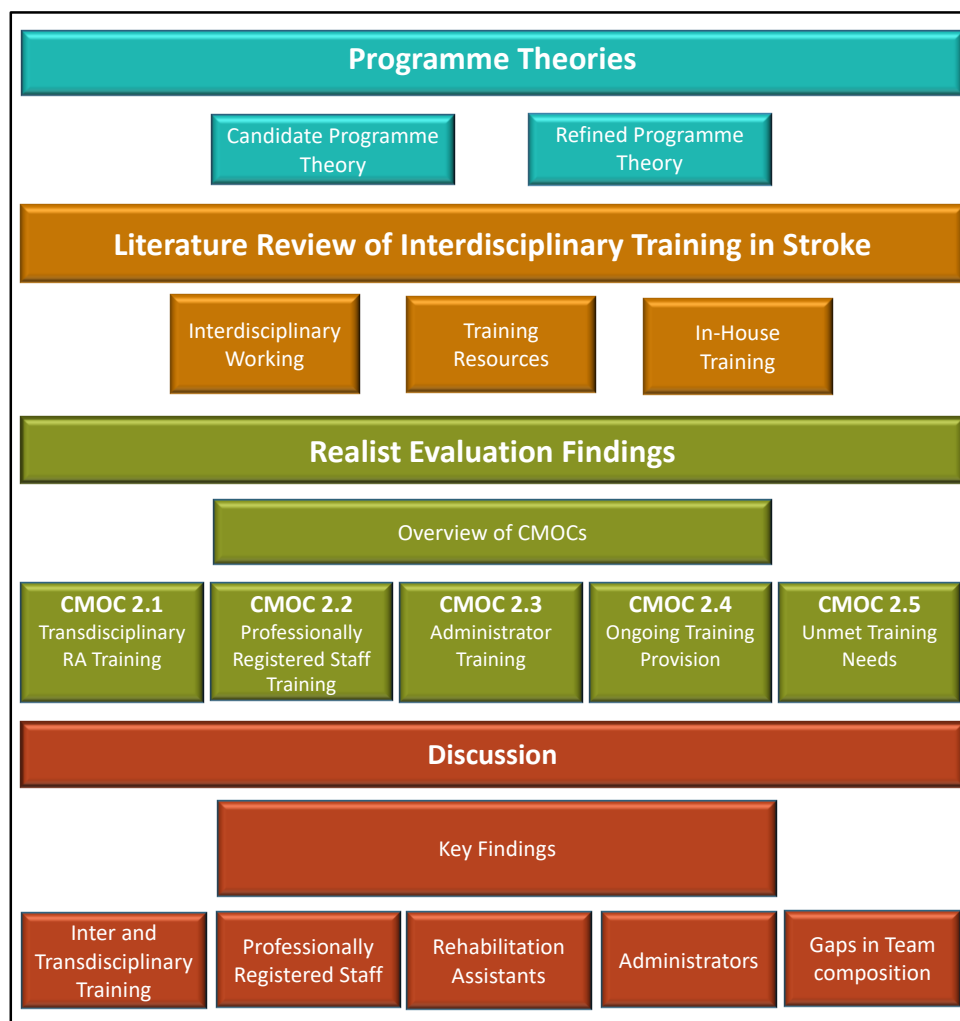 Programme Theories
Candidate Programme
Theory
Refined Programme
Theory
Literature Review of Interdisciplinary Training in Stroke
Interdisciplinary
Working
Training
Resources
In-House
Training
Realist Evaluation Findings
Overview of CMOCs
CMOC 2.1
Transdisciplinary
RA Training
CMOC 2.2
Professionally
Registered Staff
Training
CMOC 2.3
Administrator
Training
CMOC 2.4
Ongoing Training
Provision
CMOC 2.5
Unmet Training
Needs
Discussion
Key Findings
Inter and
Transdisciplinary
Training
Professionally
Registered Staff
Rehabilitation
Assistants
Administrators
Gaps in Team
composition